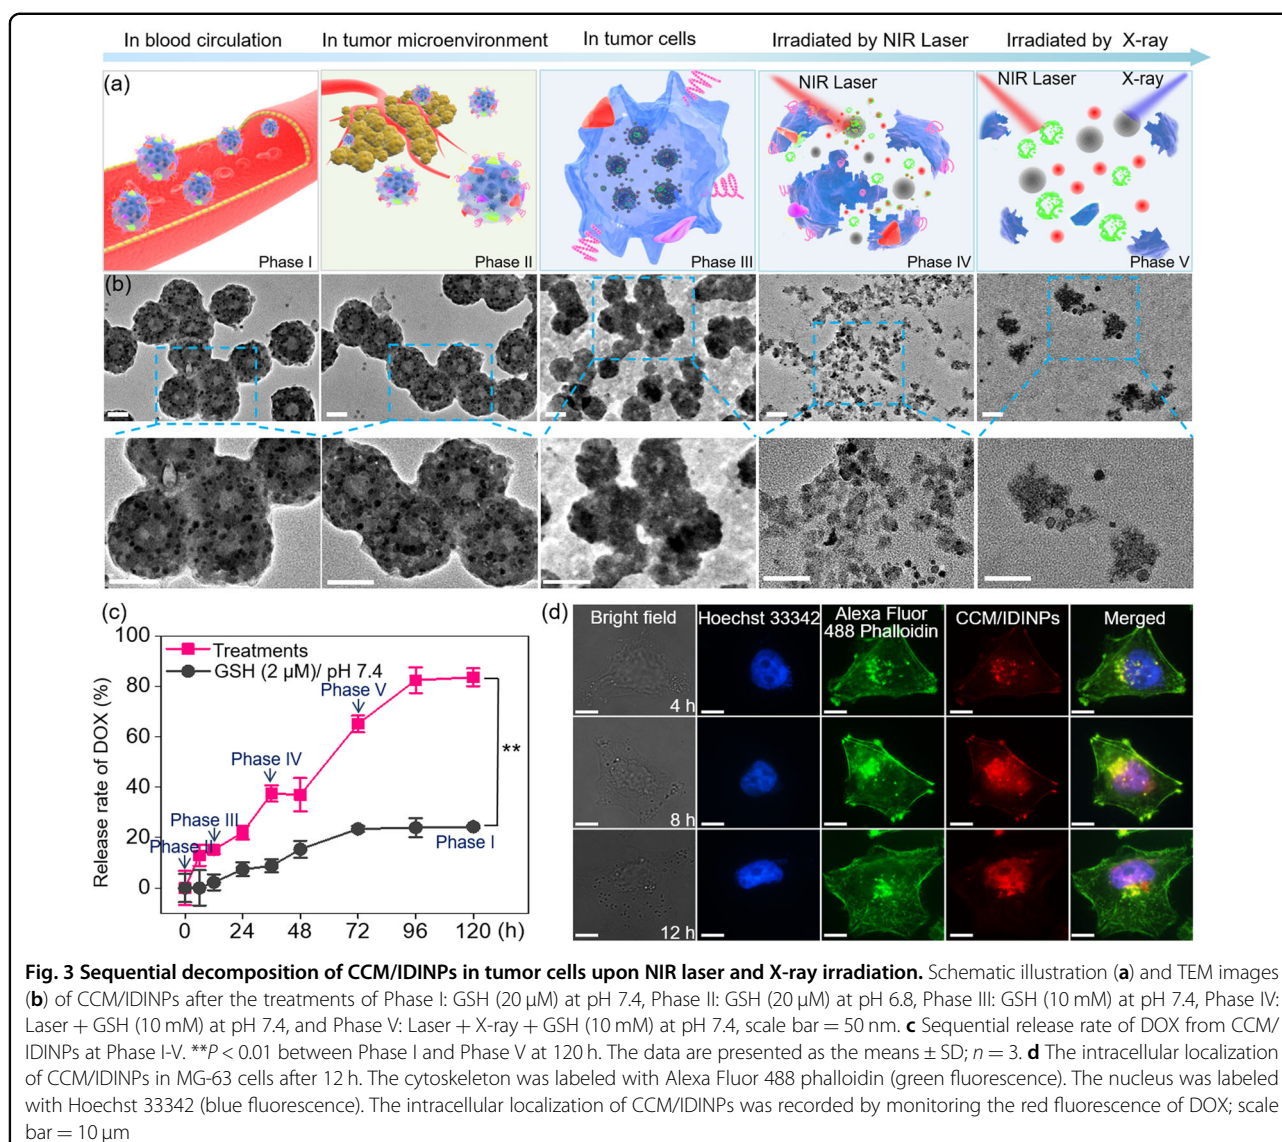 In blood circulation
In tumor microenvironment
In tumor cells
Irradiated by NIR Laser
Irradiated by X-ray
(a)
NIR Laser
NIR Laser
X-ray
Phase I
Phase II
Phase III
Phase IV
Phase V
(b)
(c)
Release rate of DOX (%)
100
80
60
40
20
0
Treatments
GSH (2 μM)/ pH 7.4
Phase II
Phase III
Phase IV
Phase V
Phase I
**
0 24 48 72 96 120 (h)
(d)
Bright field
Hoechst 33342
Alexa Fluor
488 Phalloidin
CCM/IDINPs
Merged
4 h
8 h
12 h
Fig. 3 Sequential decomposition of CCM/IDINPs in tumor cells upon NIR laser and X-ray irradiation. Schematic illustration (a) and TEM images
(b) of CCM/IDINPs after the treatments of Phase I: GSH (20 μM) at pH 7.4, Phase II: GSH (20 μM) at pH 6.8, Phase III: GSH (10 mM) at pH 7.4, Phase IV:
Laser + GSH (10 mM) at pH 7.4, and Phase V: Laser + X-ray + GSH (10 mM) at pH 7.4, scale bar = 50 nm. c Sequential release rate of DOX from CCM/
IDINPs at Phase I-V. **P < 0.01 between Phase I and Phase V at 120 h. The data are presented as the means ± SD; n = 3. d The intracellular localization
of CCM/IDINPs in MG-63 cells after 12 h. The cytoskeleton was labeled with Alexa Fluor 488 phalloidin (green fluorescence). The nucleus was labeled
with Hoechst 33342 (blue fluorescence). The intracellular localization of CCM/IDINPs was recorded by monitoring the red fluorescence of DOX; scale
bar = 10 μm